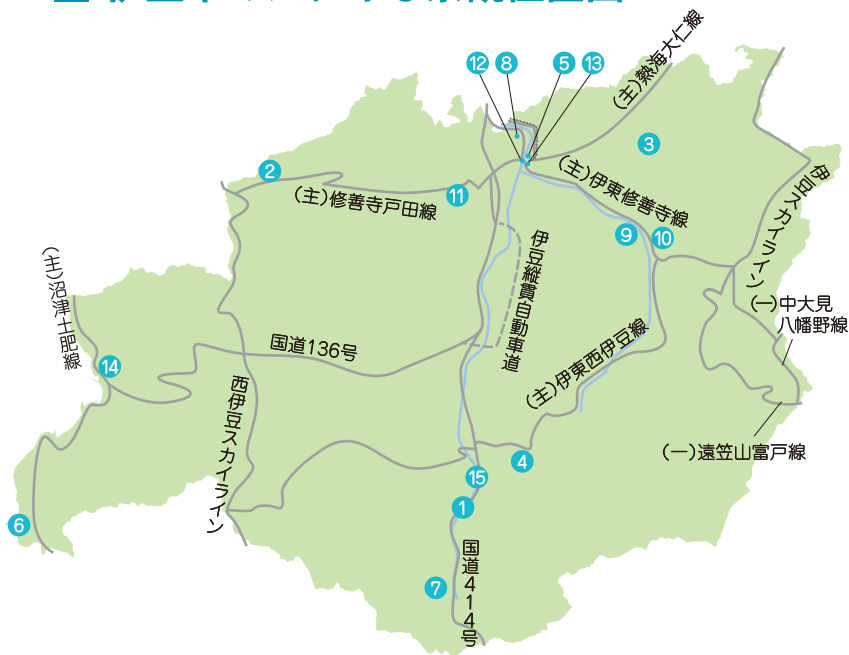 (主)熱海大仁線
⑫
⑧
⑤
⑬
③
②
(主)修善寺戸田線
⑪
(主)伊東修善寺線
⑨
⑩
伊豆スカイライン
(主)沼津土肥線
伊豆縦貫自動車道
(一)中大見
八幡野線
国道136号
⑭
(主)伊東西伊豆線
西伊豆スカイライン
(一)遠笠山富戸線
④
⑮
①
⑥
国道414号
⑦